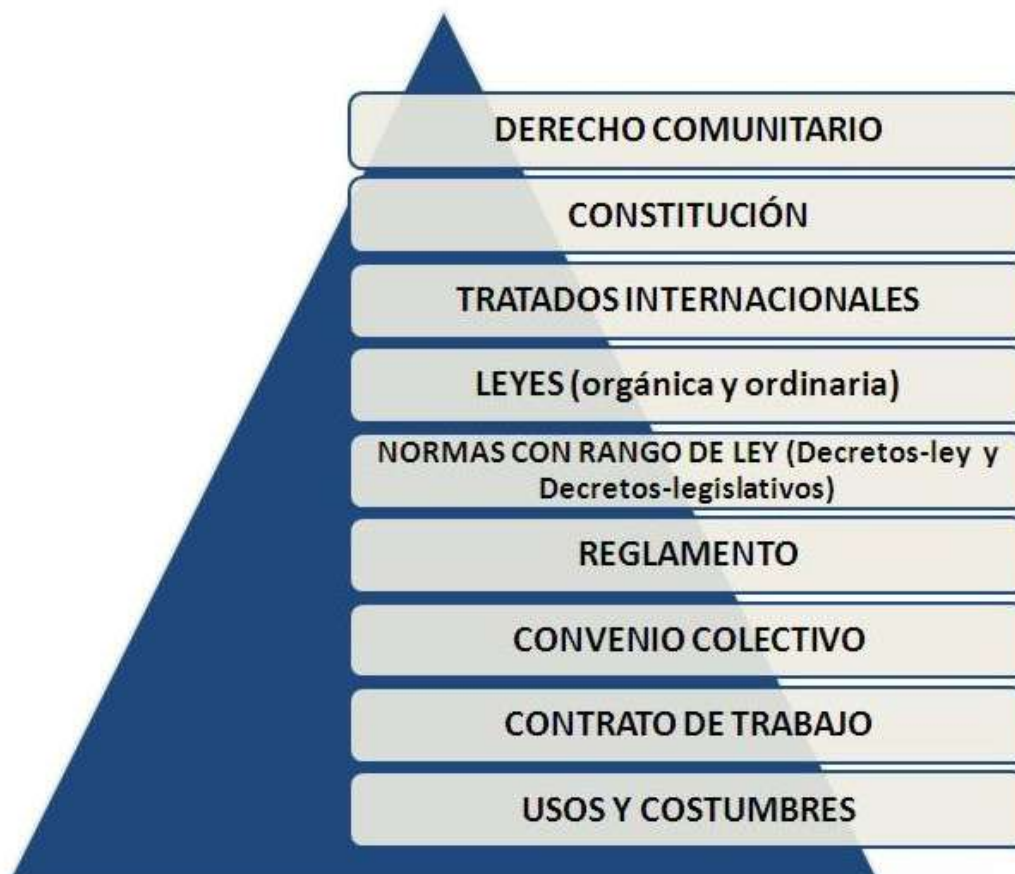 DERECHO COMUNITARIO
CONSTITUCIÓN
TRATADOS INTERNACIONALES
LEYES (orgánica y ordinaria)
NORMAS CON RANGO DE LEY (Decretos-ley y
Decretos-legislativos)
REGLAMENTO
CONVENIO COLECTIVO
CONTRATO DE TRABAJO
USOS Y COSTUMBRES